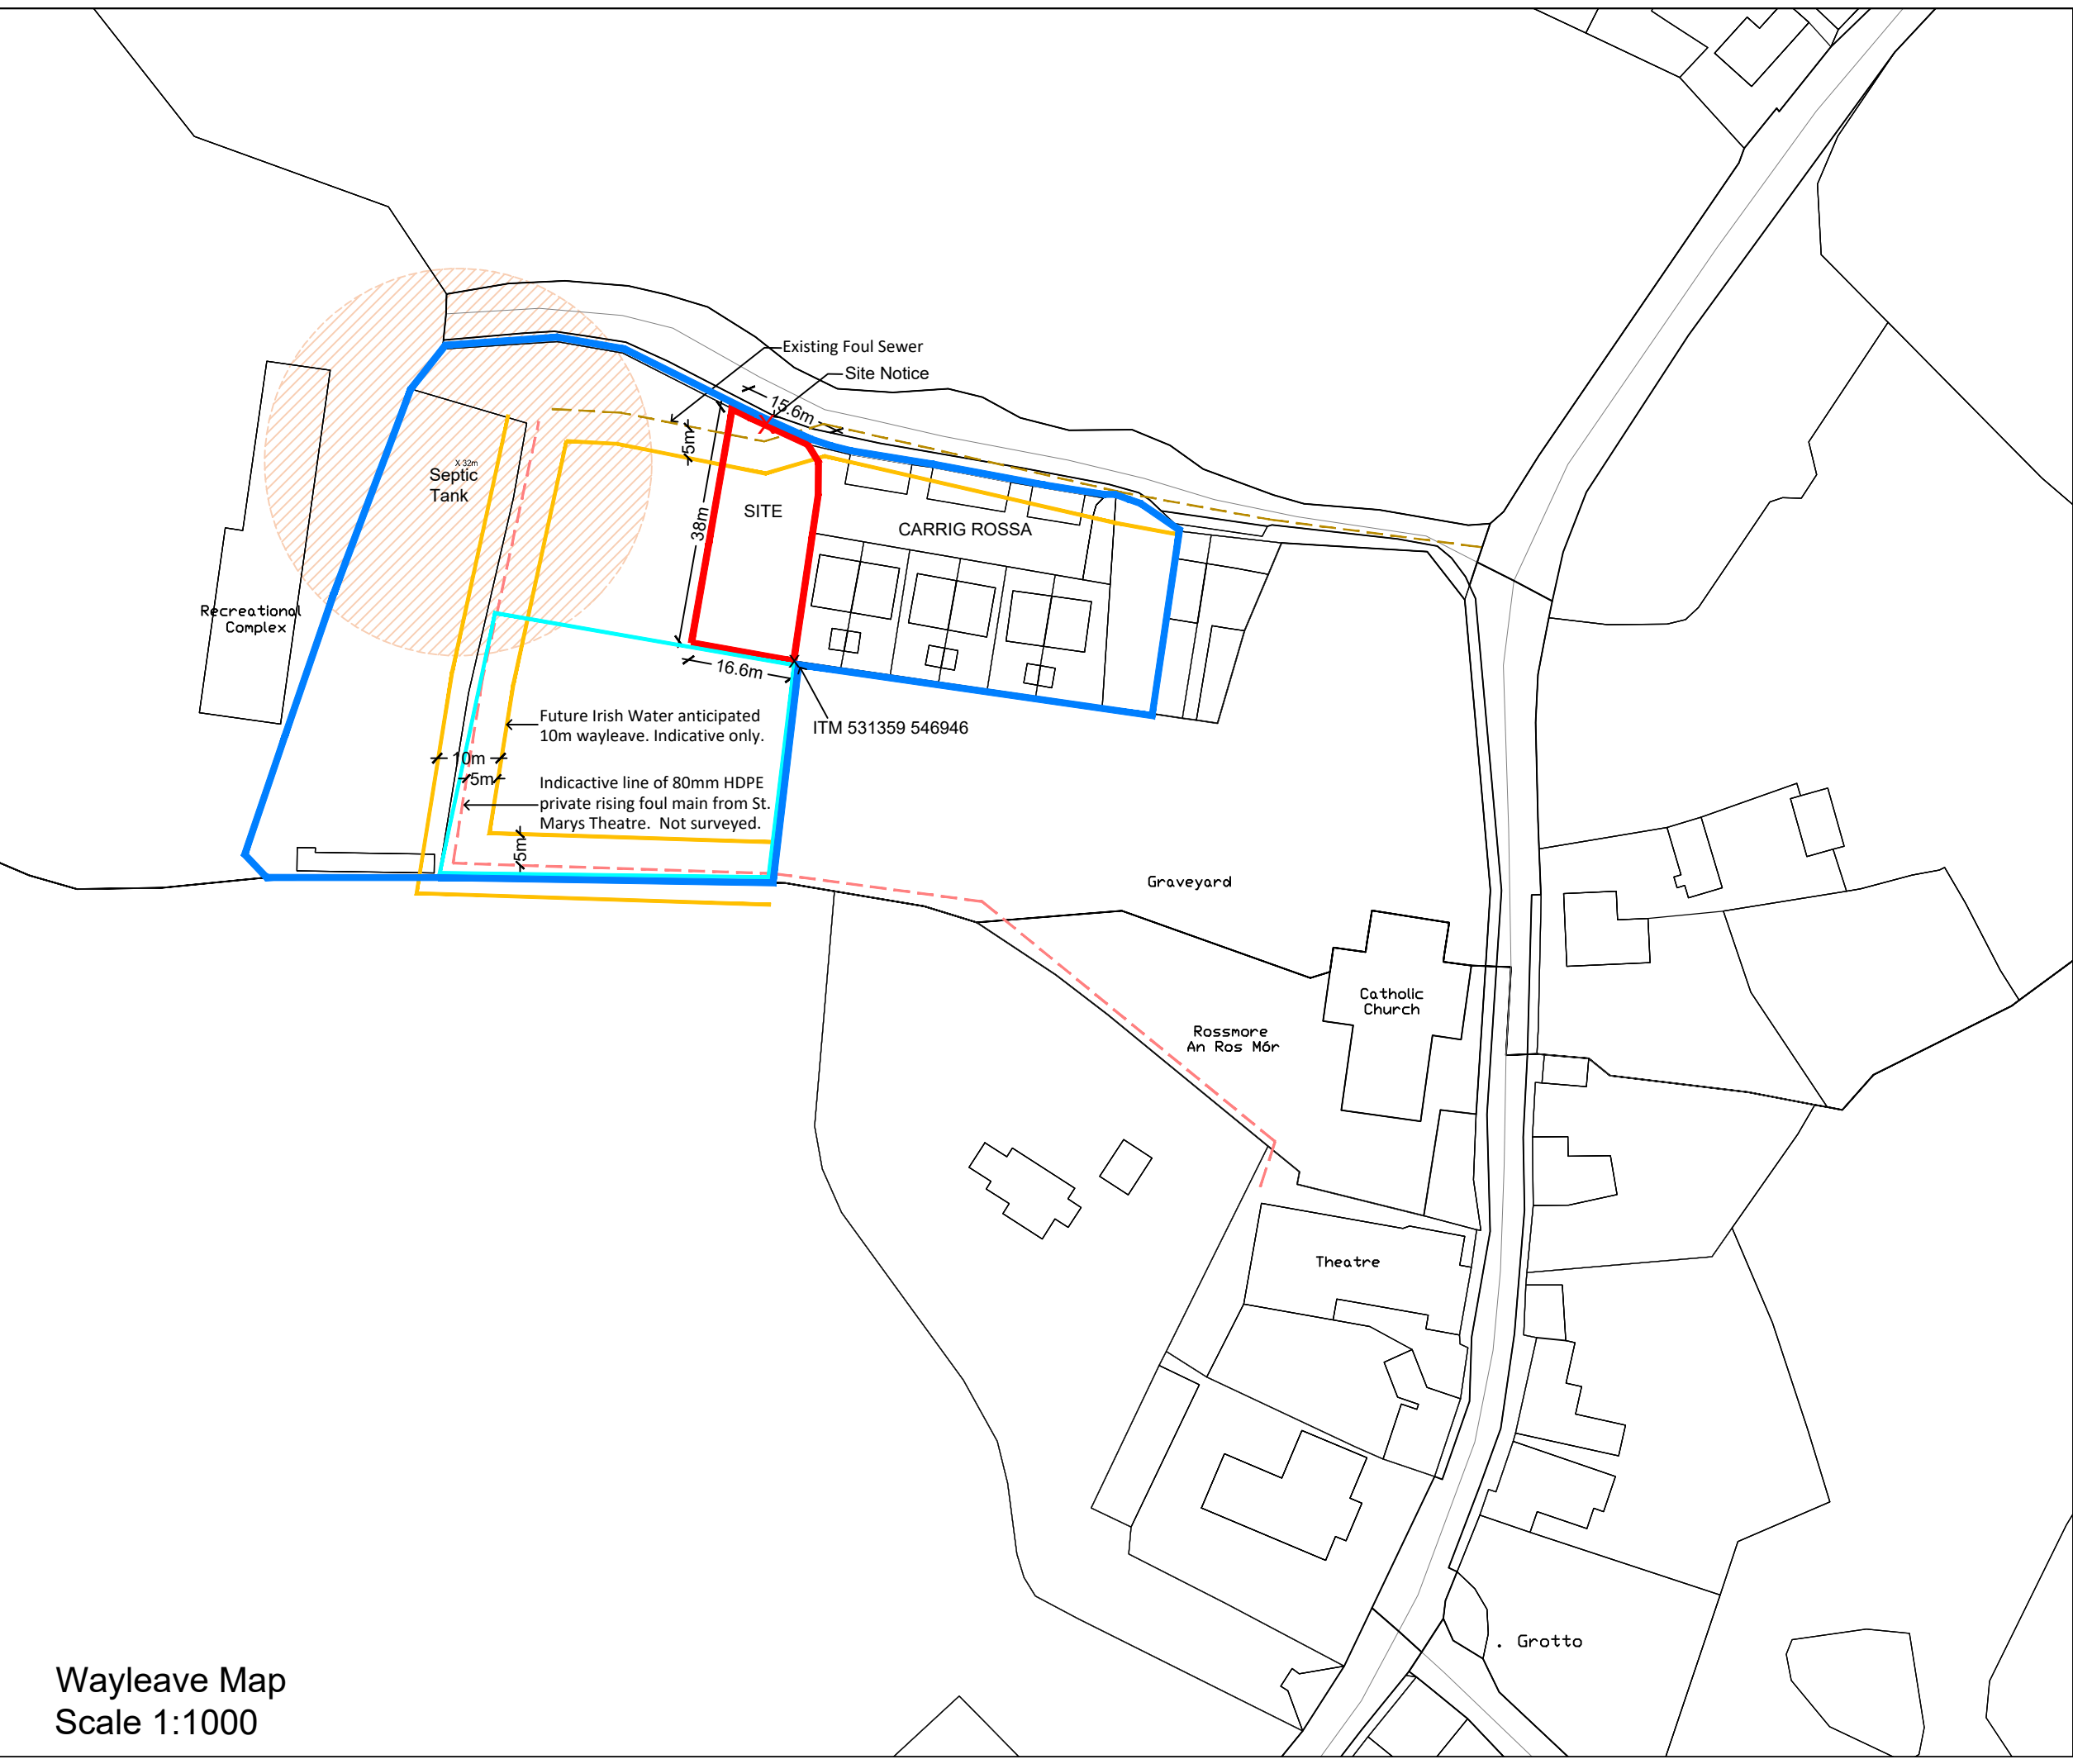 Existing Foul Sewer
Site Notice
15.6m
5m
X 32m
Septic
Tank
SITE
38m
CARRIG ROSSA
Recreational
Complex
16.6m
ITM 531359 546946
Future Irish Water anticipated
10m wayleave. Indicative only.
10m
5m
Indicactive line of 80mm HDPE
private rising foul main from St.
Marys Theatre.  Not surveyed.
5m
Graveyard
Catholic
Church
Rossmore
An Ros Mór
Theatre
. Grotto
Wayleave Map
Scale 1:1000